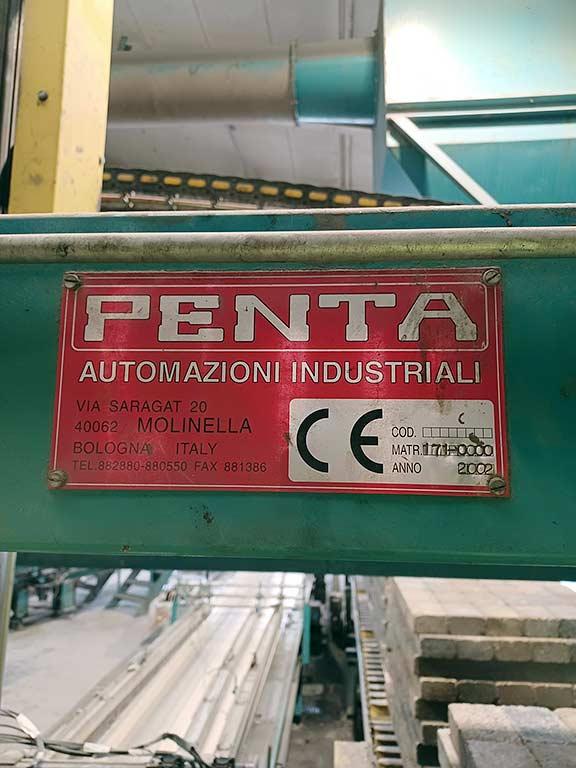 PENTA
AUTOMAZIONI INDUSTRIALI
VIA SARAGAT 20
40062 MOLINELLA
BOLOGNA ITALY
TEL.882880-880550 FAX 881386
CE
COD.
MATR.
ANNO 2002